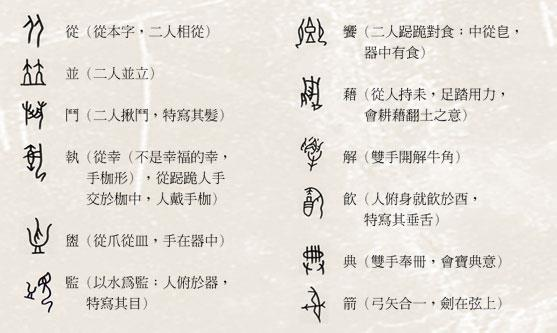 從（從本字，二人相從）
並（二人並立）
鬥（二人揪鬥，特寫其髮）
執（從幸（不是幸福的幸，
手枷形），從跽跪人手
交於枷中，人戴手枷）
盥（從爪從皿，手在器中）
監（以水爲監；人俯於器，
特寫其目）
饗（二人跽跪對食；中從皀，
器中有食）
藉（從人持耒，足踏用力，
會耕藉翻土之意）
解（雙手開解牛角）
飲（人俯身就飲於酉，
特寫其垂舌）
典（雙手奉冊，會寶典意）
箭（弓矢合一，劍在弦上）